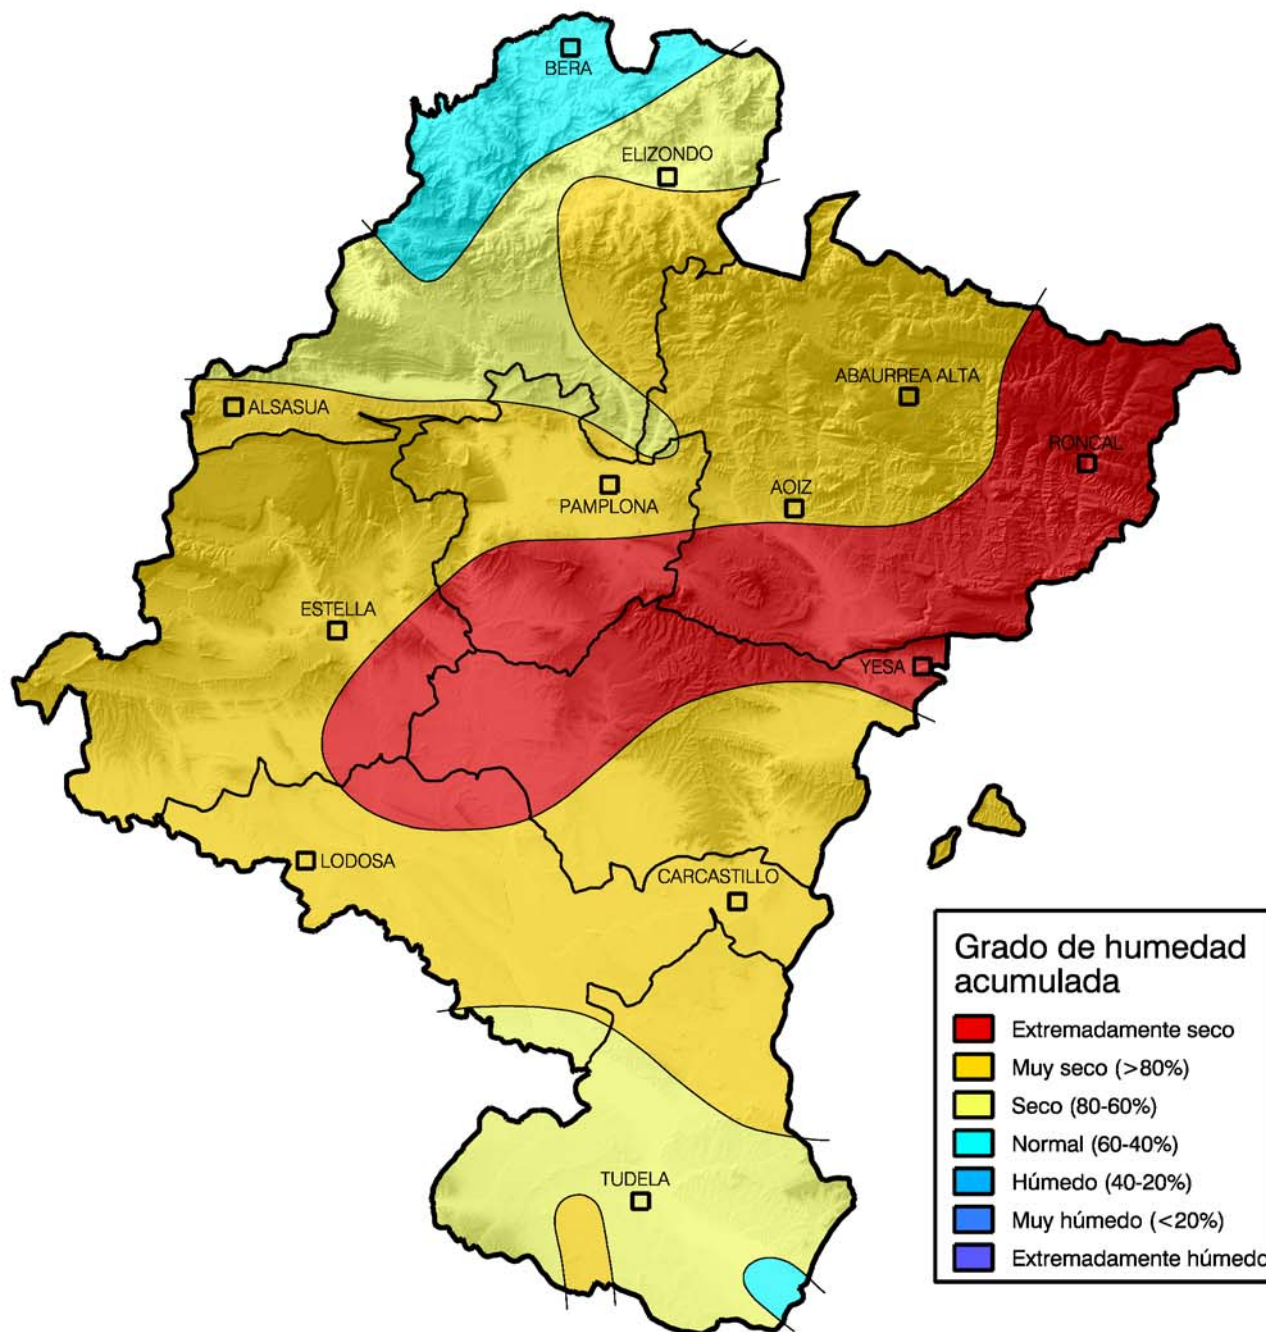 BERA
ELIZONDO
ABAURREA ALTA
ALSASUA
RONCAL
PAMPLONA
AOIZ
ESTELLA
YESA
LODOSA
CARCASTILLO
TUDELA
Grado de humedad
acumulada
Extremadamente seco
Muy seco (>80%)
Seco (80-60%)
Normal (60-40%)
Húmedo (40-20%)
Muy húmedo (<20%)
Extremadamente húmedo